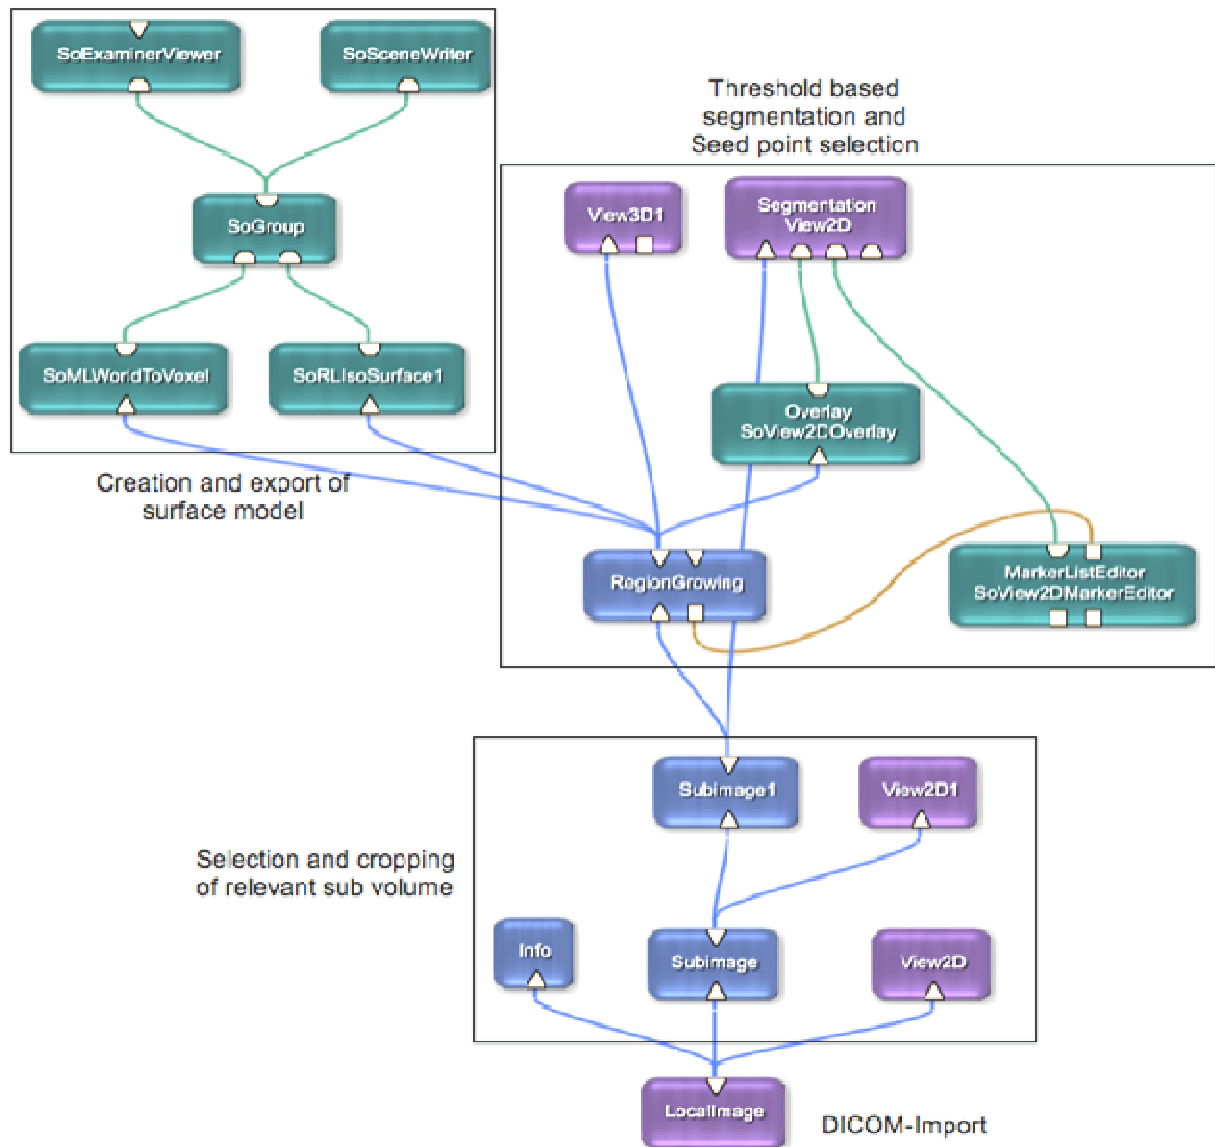 SoExaminerViewer
SoSceneWriter
SoGroup
SoMLWorldToVoxel
SoRLIsoSurface1
Creation and export of
surface model
Threshold based
segmentation and
Seed point selection
View3D1
Segmentation
View2D
Overlay
SoView2DOverlay
RegionGrowing
MarkerListEditor
SoView2DMarkerEditor
Subimage1
View2D1
Selection and cropping
of relevant sub volume
Info
Subimage
View2D
LocalImage
DICOM-Import